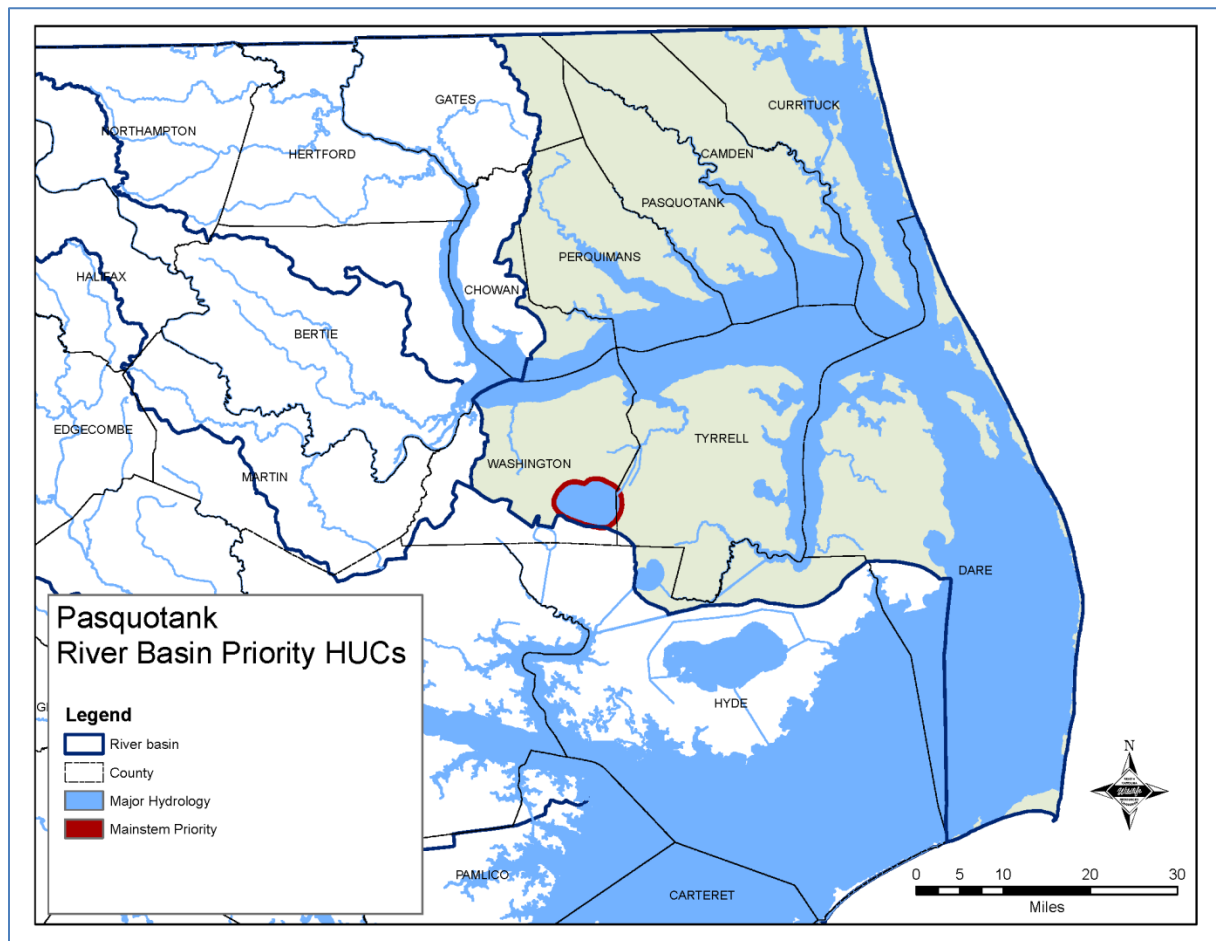 GATES
CURRITUCK
NORTHAMPTON
HERTFORD
CAMDEN
PASQUOTANK
PERQUIMANS
HALIFAX
CHOWAN
BERTIE
EDGECOMBE
TYRRELL
WASHINGTON
MARTIN
DARE
HYDE
PAMLICO
CARTERET
Pasquotank
River Basin Priority HUCs
Legend
River basin
County
Major Hydrology
Mainstem Priority
N
Wildlife
0 5 10 20 30
Miles